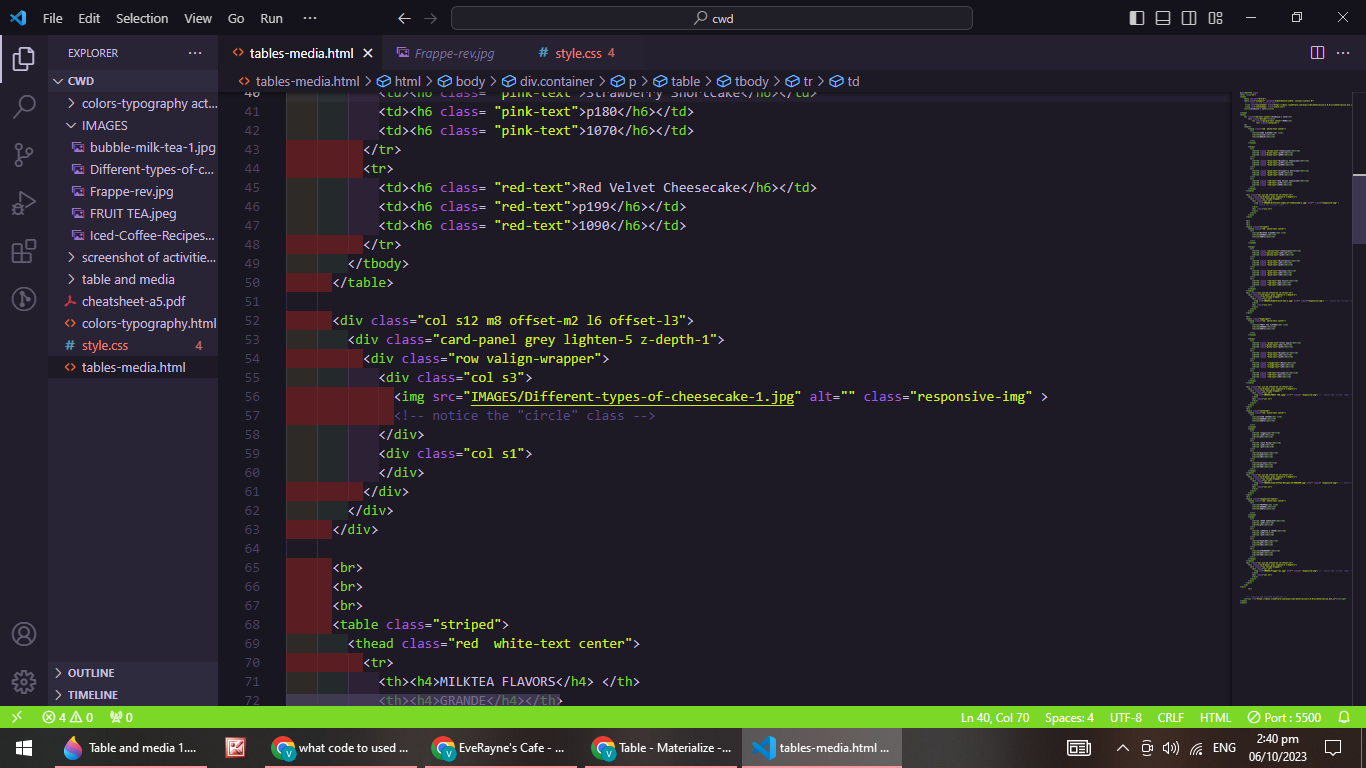 File Edit Selection View Go Run ··· cwd
EXPLORER ···
tables-media.html
Frappe-rev.jpg
# style.css 4
tables-media.html > html > body > div.container > p > table > tbody > tr > td
CWD
colors-typography act...
IMAGES
bubble-milk-tea-1.jpg
Different-types-of-c...
Frappe-rev.jpg
FRUIT TEA.jpeg
Iced-Coffee-Recipes...
screenshot of activitie...
table and media
cheatsheet-a5.pdf
colors-typography.html
# style.css 4
tables-media.html
OUTLINE
TIMELINE
40 <td><h6 class= "pink-text">Strawberry Shortcake</h6></td>
41 <td><h6 class= "pink-text">p180</h6></td>
42 <td><h6 class= "pink-text">1070</h6></td>
43 </tr>
44 <tr>
45 <td><h6 class= "red-text">Red Velvet Cheesecake</h6></td>
46 <td><h6 class= "red-text">p199</h6></td>
47 <td><h6 class= "red-text">1090</h6></td>
48 </tr>
49 </tbody>
50 </table>
51
52 <div class="col s12 m8 offset-m2 l6 offset-l3">
53 <div class="card-panel grey lighten-5 z-depth-1">
54 <div class="row valign-wrapper">
55 <div class="col s3">
56 <img src="IMAGES/Different-types-of-cheesecake-1.jpg" alt="" class="responsive-img" >
57 <!-- notice the "circle" class -->
58 </div>
59 <div class="col s1">
60 </div>
61 </div>
62 </div>
63 </div>
64
65 <br>
66 <br>
67 <br>
68 <table class="striped">
69 <thead class="red  white-text center">
70 <tr>
71 <th><h4>MILKTEA FLAVORS</h4> </th>
72 <th><h4>GRANDE</h4></th>
4 0 0 Ln 40, Col 70 Spaces: 4 UTF-8 CRLF HTML Port : 5500
Table and media 1.... what code to used ... EveRayne's Cafe - ... Table - Materialize -... tables-media.html ... ENG 2:40 pm
06/10/2023